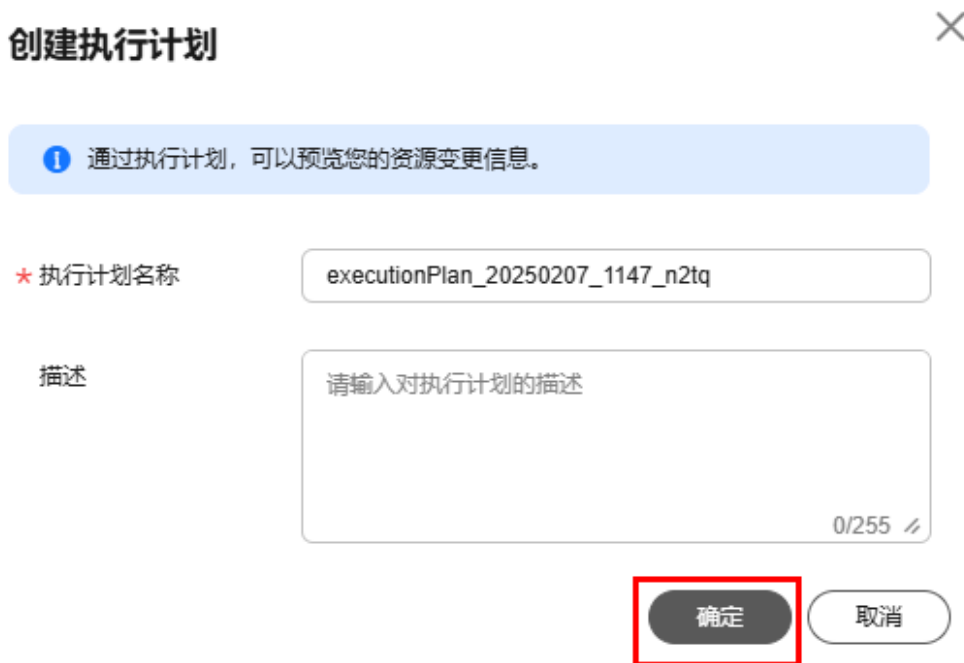 创建执行计划
通过执行计划，可以预览您的资源变更信息。
* 执行计划名称
executionPlan_20250207_1147_n2tq
描述
请输入对执行计划的描述
0/255
确定
取消